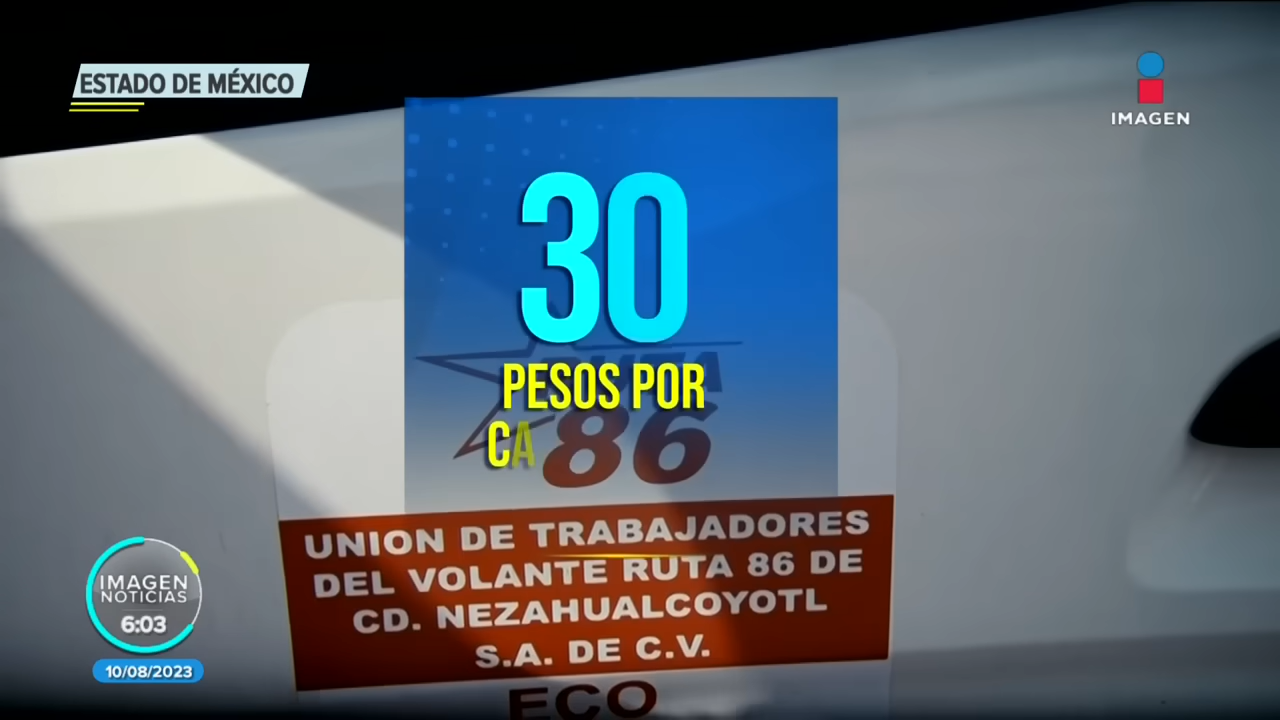 ESTADO DE MÉXICO
IMAGEN
30
PESOS POR
CA
RUTA
86
UNION DE TRABAJADORES
DEL VOLANTE RUTA 86 DE
CD. NEZAHUALCOYOTL
S.A. DE C.V.
ECO
IMAGEN
NOTICIAS
6:03
10/08/2023